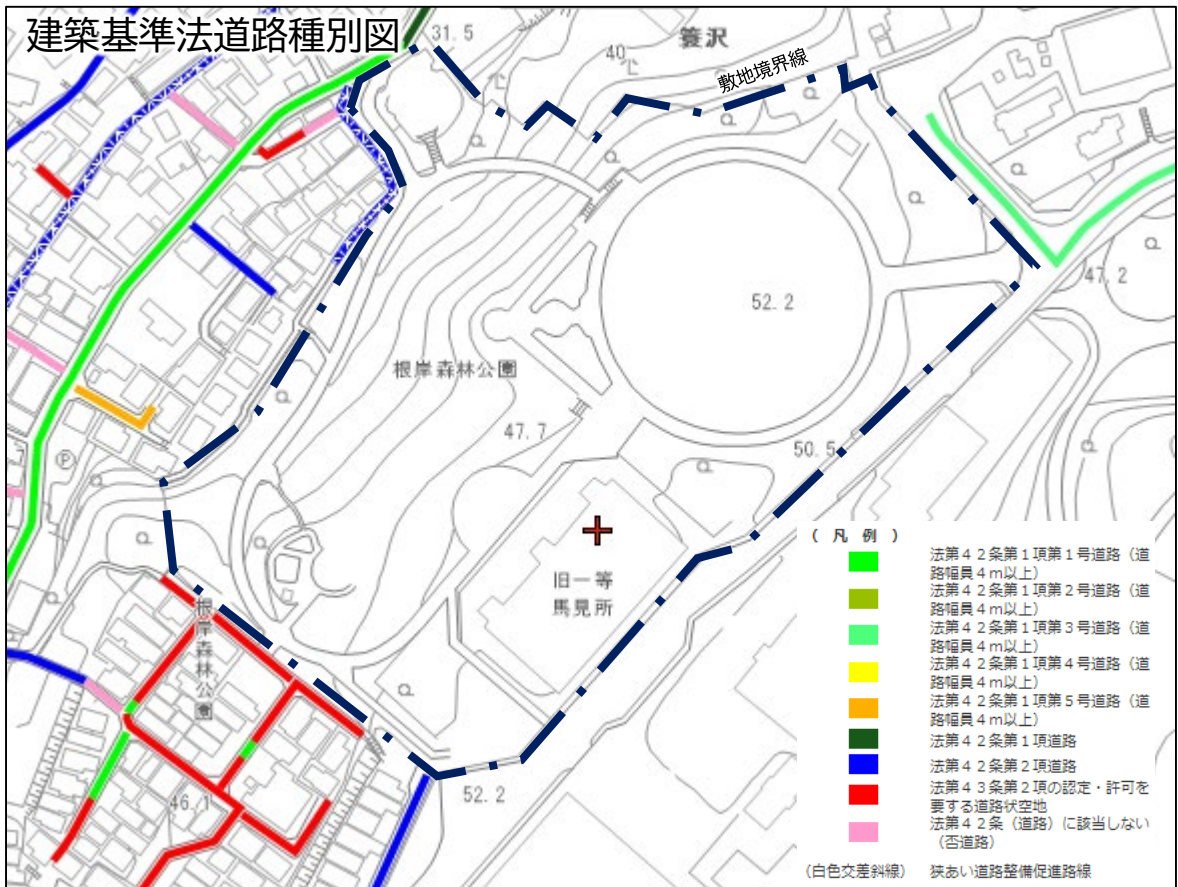 建築基準法道路種別図
31.5
40
簑沢
敷地境界線
47.2
52.2
根岸森林公園
47.7
50.5
旧一等
馬見所
P
根岸森林公園
46.1
52.2
(凡例)
法第42条第1項第1号道路(道
路幅員4m以上)
法第42条第1項第2号道路(道
路幅員4m以上)
法第42条第1項第3号道路(道
路幅員4m以上)
法第42条第1項第4号道路(道
路幅員4m以上)
法第42条第1項第5号道路(道
路幅員4m以上)
法第42条第1項道路
法第42条第2項道路
法第43条第2項の認定・許可を
要する道路状空地
法第42条(道路)に該当しない
(否道路)
(白色交差斜線) 狭あい道路整備促進路線